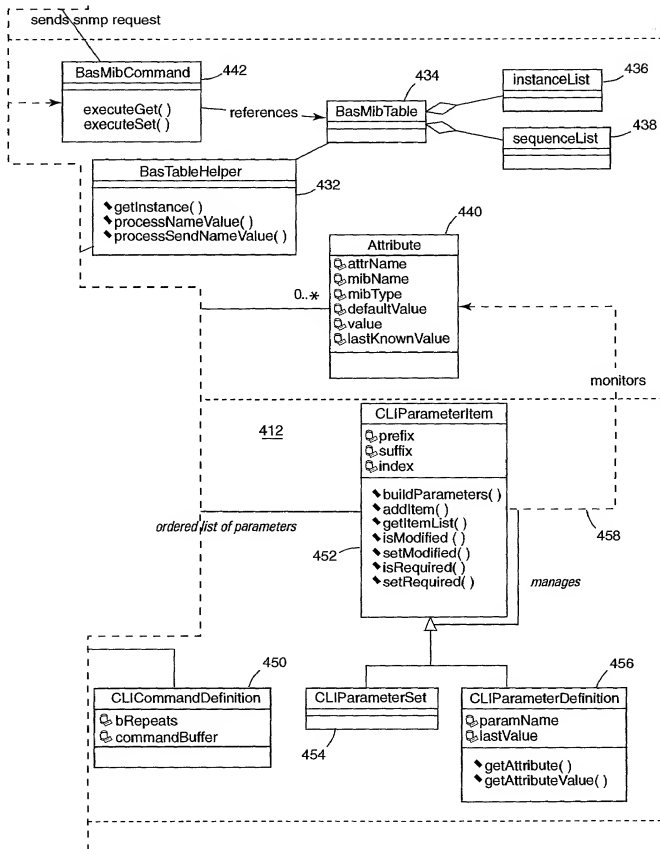 sends snmp request
BasMibCommand
442
executeGet( )
executeSet( )
references
434
BasMibTable
instanceList
436
sequenceList
438
BasTableHelper
432
getInstance( )
processNameValue( )
processSendNameValue( )
440
Attribute
attrName
mibName
mibType
defaultValue
value
lastKnownValue
0..*
monitors
412
CLIParameterItem
prefix
suffix
index
buildParameters( )
addItem( )
getItemList( )
isModified ( )
setModified( )
isRequired( )
setRequired( )
ordered list of parameters
452
458
manages
450
CLICommandDefinition
bRepeats
commandBuffer
CLIParameterSet
454
456
CLIParameterDefinition
paramName
lastValue
getAttribute( )
getAttributeValue( )